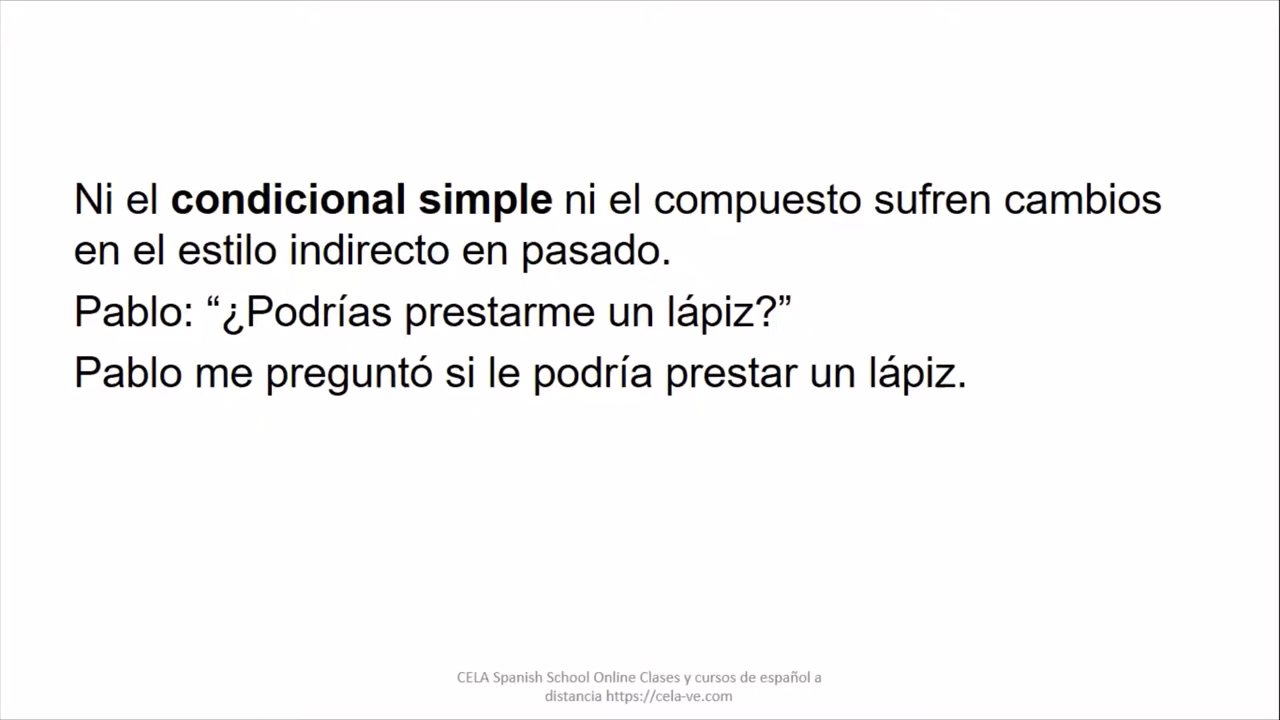 Ni el condicional simple ni el compuesto sufren cambios
en el estilo indirecto en pasado.
Pablo: “¿Podrías prestarme un lápiz?”
Pablo me preguntó si le podría prestar un lápiz.
CELA Spanish School Online Clases y cursos de español a
distancia https://cela-ve.com